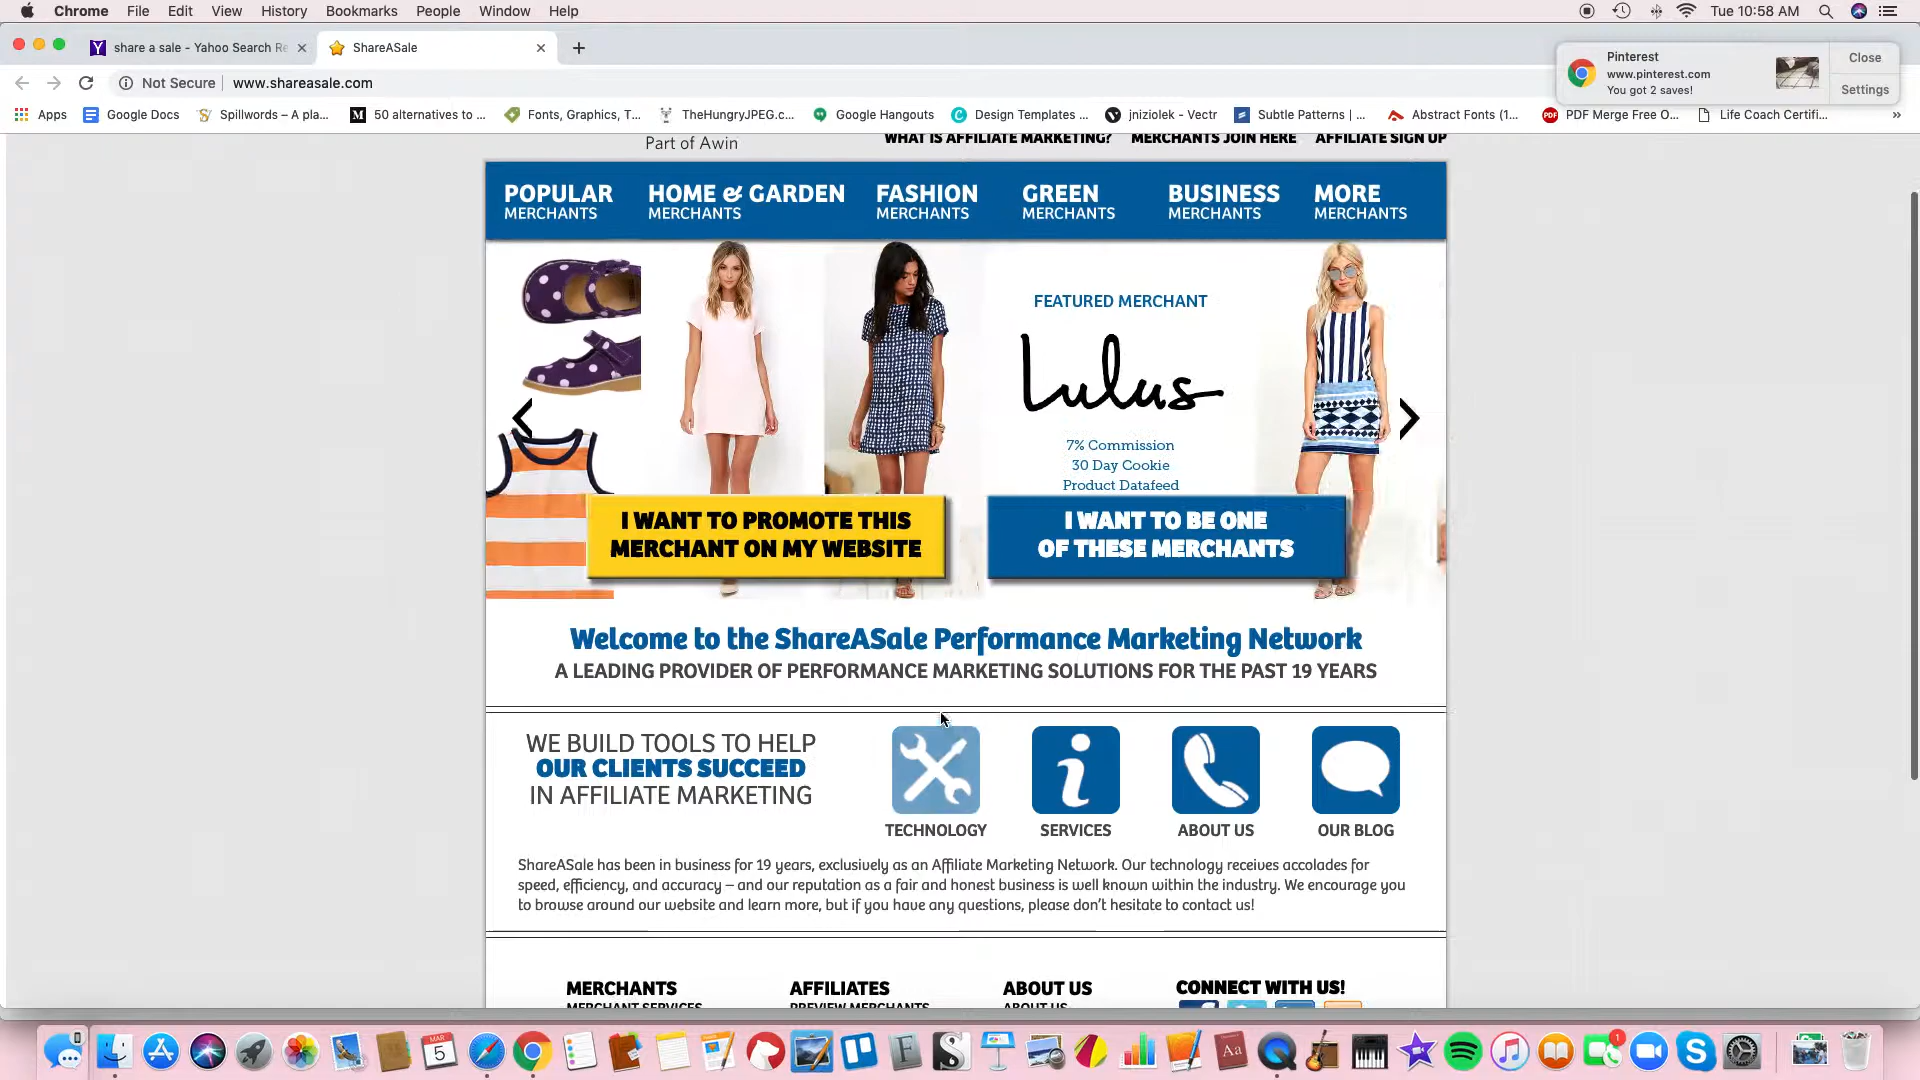 Chrome File Edit View History Bookmarks People Window Help Tue 10:58 AM
share a sale - Yahoo Search Re ShareASale
Not Secure www.shareasale.com
Pinterest
www.pinterest.com
You got 2 saves!
Close
Settings
Apps Google Docs Spillwords – A pla... 50 alternatives to ... Fonts, Graphics, T... TheHungryJPEG.c... Google Hangouts Design Templates ... jniziolek - Vectr Subtle Patterns | ... Abstract Fonts (1... PDF Merge Free O... Life Coach Certifi... »
Part of Awin
WHAT IS AFFILIATE MARKETING? MERCHANTS JOIN HERE AFFILIATE SIGN UP
POPULAR HOME & GARDEN FASHION GREEN BUSINESS MORE
MERCHANTS MERCHANTS MERCHANTS MERCHANTS MERCHANTS MERCHANTS
FEATURED MERCHANT
Lulus
7% Commission
30 Day Cookie
Product Datafeed
I WANT TO PROMOTE THIS
MERCHANT ON MY WEBSITE
I WANT TO BE ONE
OF THESE MERCHANTS
Welcome to the ShareASale Performance Marketing Network
A LEADING PROVIDER OF PERFORMANCE MARKETING SOLUTIONS FOR THE PAST 19 YEARS
WE BUILD TOOLS TO HELP
OUR CLIENTS SUCCEED
IN AFFILIATE MARKETING
TECHNOLOGY SERVICES ABOUT US OUR BLOG
ShareASale has been in business for 19 years, exclusively as an Affiliate Marketing Network. Our technology receives accolades for
speed, efficiency, and accuracy – and our reputation as a fair and honest business is well known within the industry. We encourage you
to browse around our website and learn more, but if you have any questions, please don't hesitate to contact us!
MERCHANTS AFFILIATES ABOUT US CONNECT WITH US!
MERCHANT SERVICES PREVIEW MERCHANTS ABOUT US
MAR
5
Aa
1